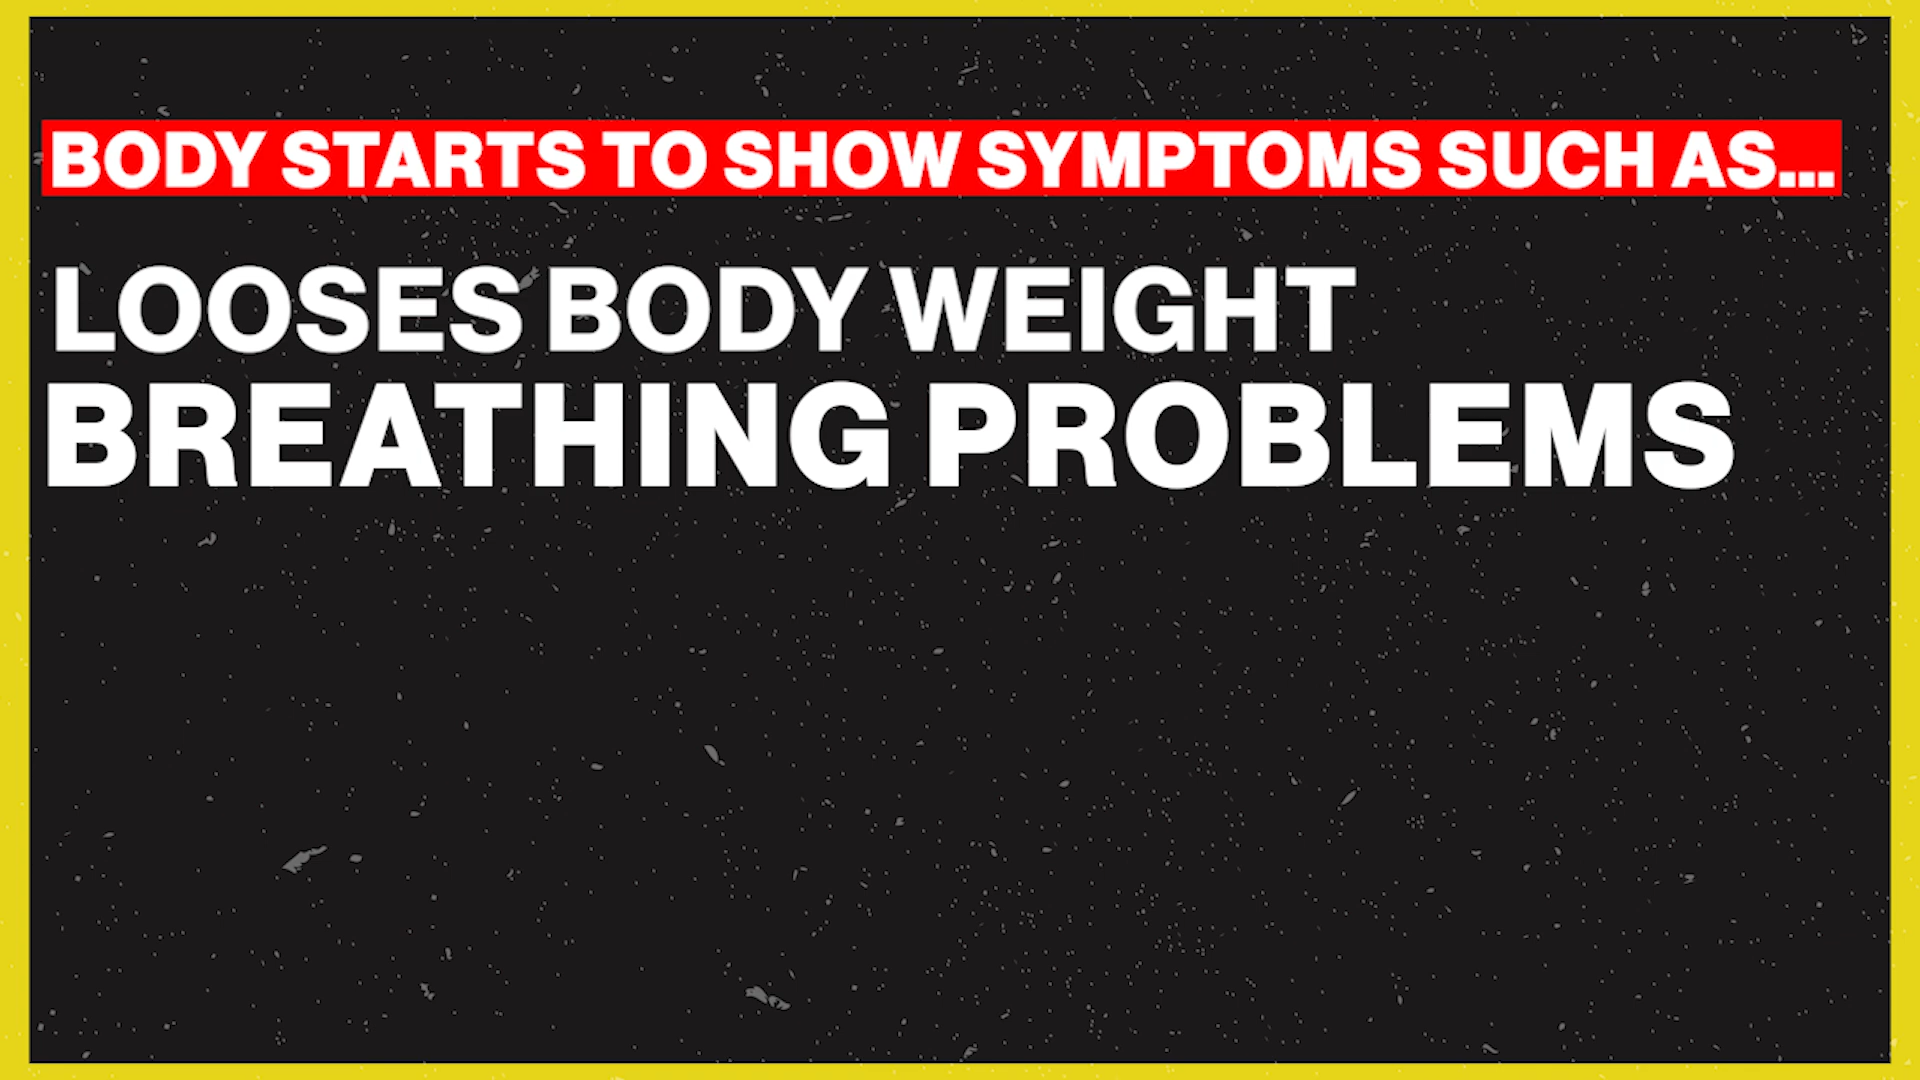 BODY STARTS TO SHOW SYMPTOMS SUCH AS...
LOOSES BODY WEIGHT
BREATHING PROBLEMS